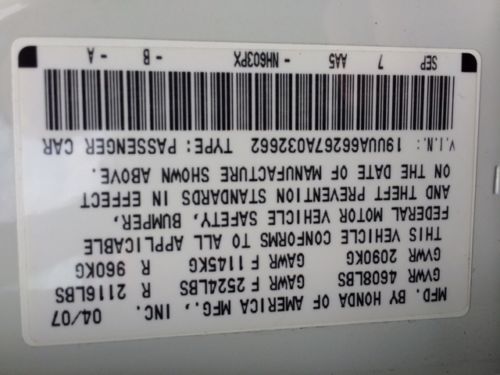 MFD. BY HONDA OF AMERICA MFG., INC. 04/07
GVWR 4608LBS GAWR F 2524LBS R 2116LBS
GVWR 2090KG GAWR F 1145KG R 960KG
THIS VEHICLE CONFORMS TO ALL APPLICABLE
FEDERAL MOTOR VEHICLE SAFETY, BUMPER,
AND THEFT PREVENTION STANDARDS IN EFFECT
ON THE DATE OF MANUFACTURE SHOWN ABOVE.
V.I.N.: 19UUA66267A032662 TYPE: PASSENGER CAR
SEP 7 AA5 - NH603PX - B - A